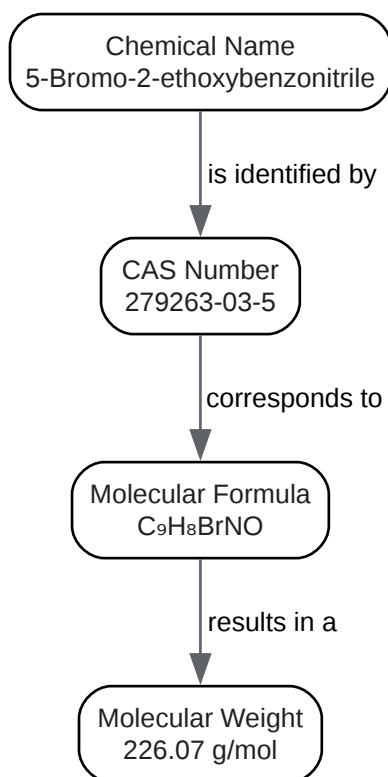 Chemical Name
5-Bromo-2-ethoxybenzonitrile
is identified by
CAS Number
279263-03-5
corresponds to
Molecular Formula
C₉H₈BrNO
results in a
Molecular Weight
226.07 g/mol